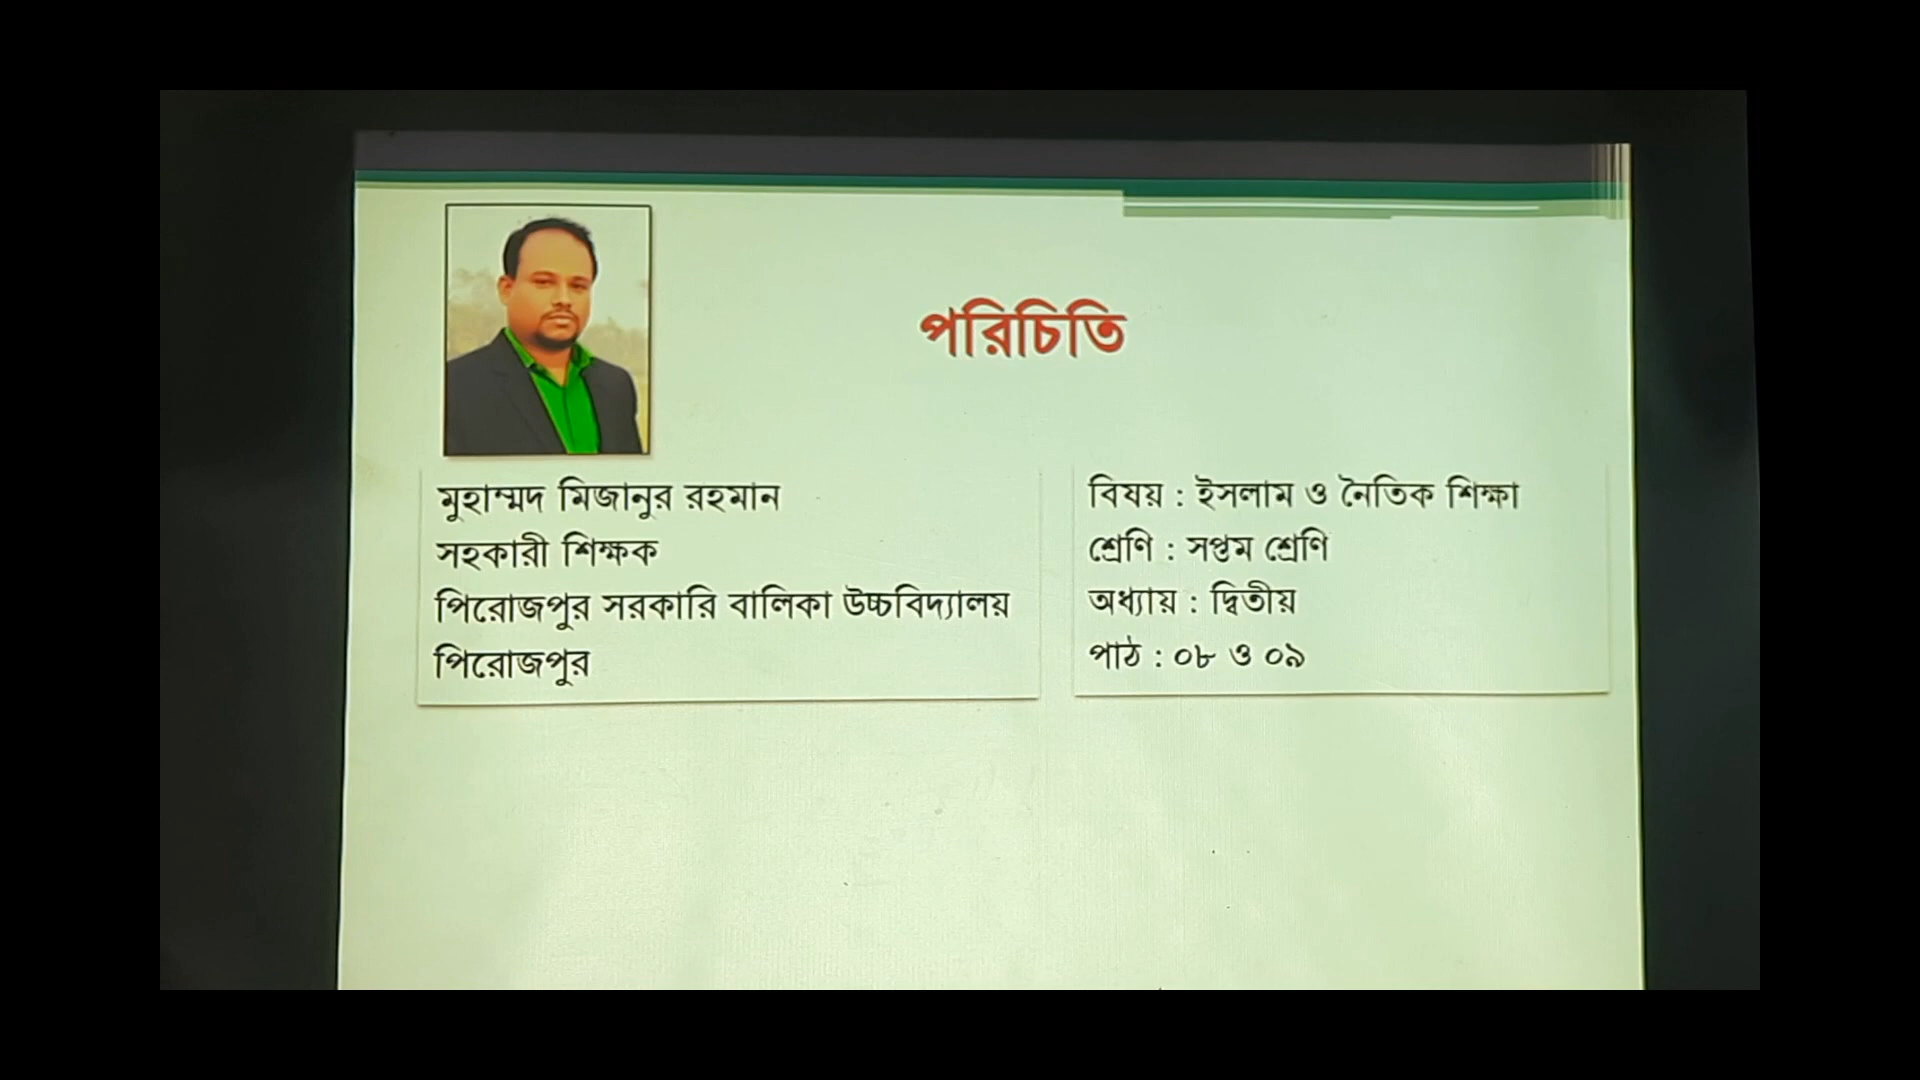 পরিচিতি
মুহাম্মদ মিজানুর রহমান
সহকারী শিক্ষক
পিরোজপুর সরকারি বালিকা উচ্চবিদ্যালয়
পিরোজপুর
বিষয় : ইসলাম ও নৈতিক শিক্ষা
শ্রেণি : সপ্তম শ্রেণি
অধ্যায় : দ্বিতীয়
পাঠ : ০৮ ও ০৯